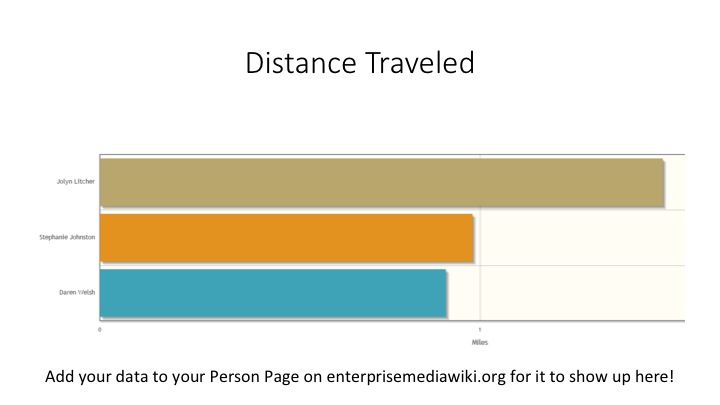 Distance Traveled
Jolyn Litcher
Stephanie Johnston
Daren Welsh
0 1
Miles
Add your data to your Person Page on enterprisemediawiki.org for it to show up here!